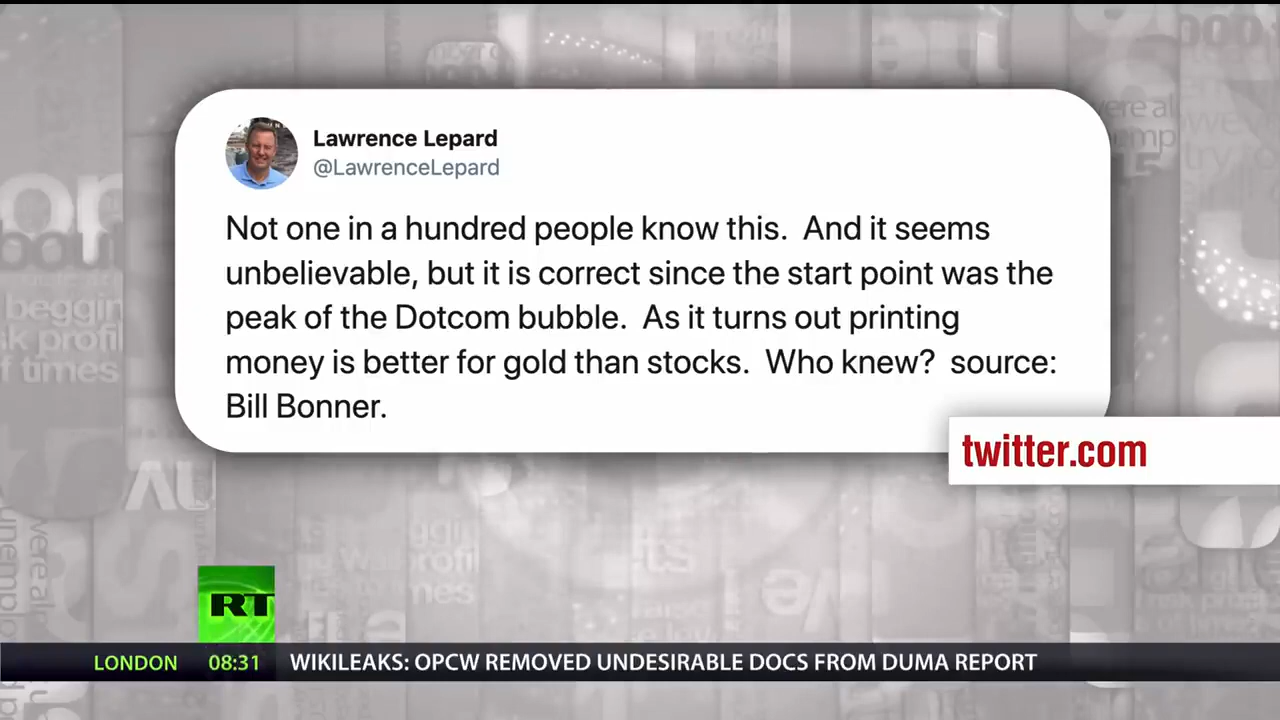 Lawrence Lepard
@LawrenceLepard
Not one in a hundred people know this.  And it seems
unbelievable, but it is correct since the start point was the
peak of the Dotcom bubble.  As it turns out printing
money is better for gold than stocks.  Who knew?  source:
Bill Bonner.
twitter.com
beggin
k profil
f times
RT
LONDON 08:31 WIKILEAKS: OPCW REMOVED UNDESIRABLE DOCS FROM DUMA REPORT